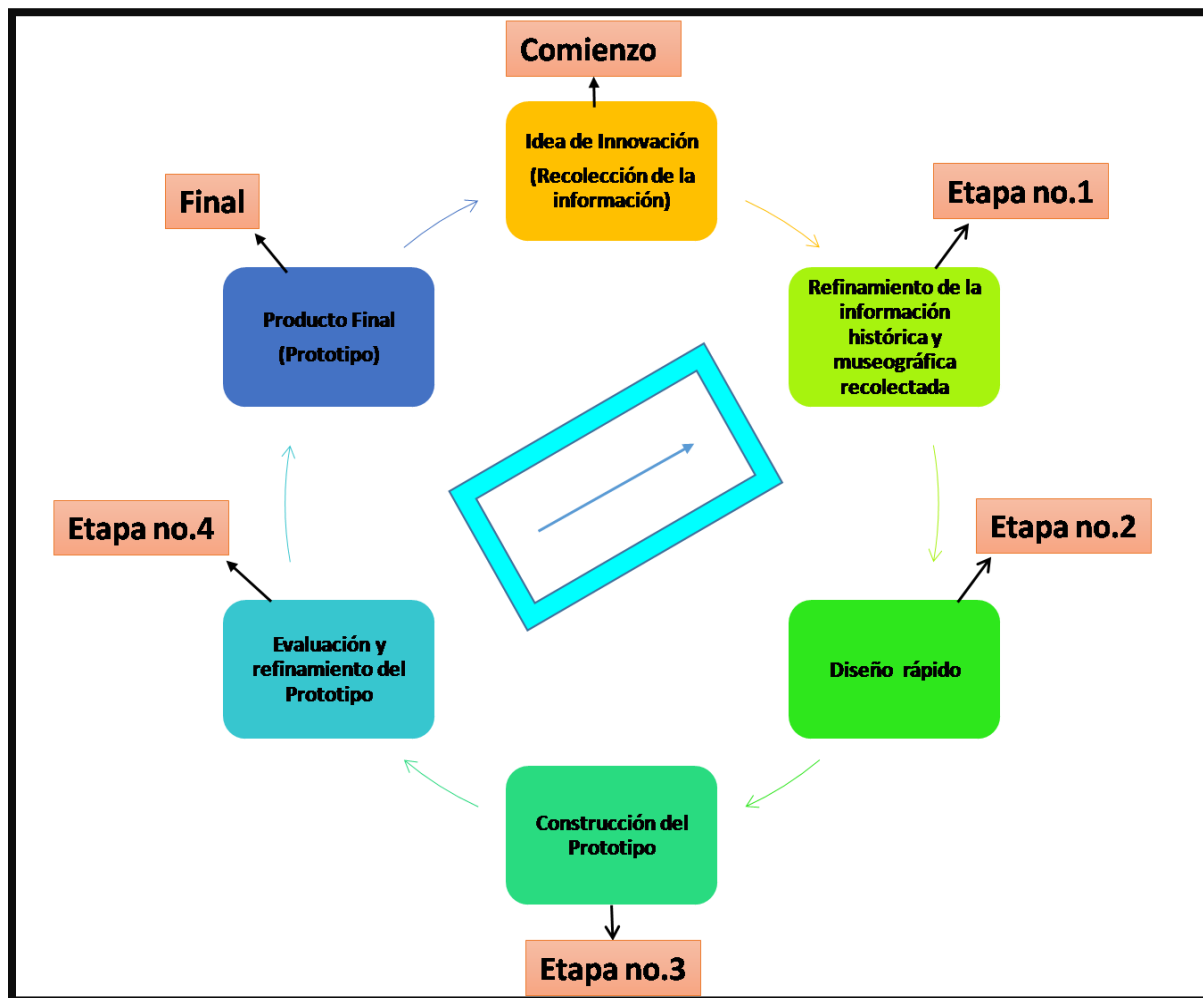 Comienzo
Idea de Innovación
(Recolección de la
información)
Etapa no.1
Refinamiento de la
información
histórica y
museográfica
recolectada
Etapa no.2
Diseño rápido
Construcción del
Prototipo
Etapa no.3
Etapa no.4
Evaluación y
refinamiento del
Prototipo
Final
Producto Final
(Prototipo)